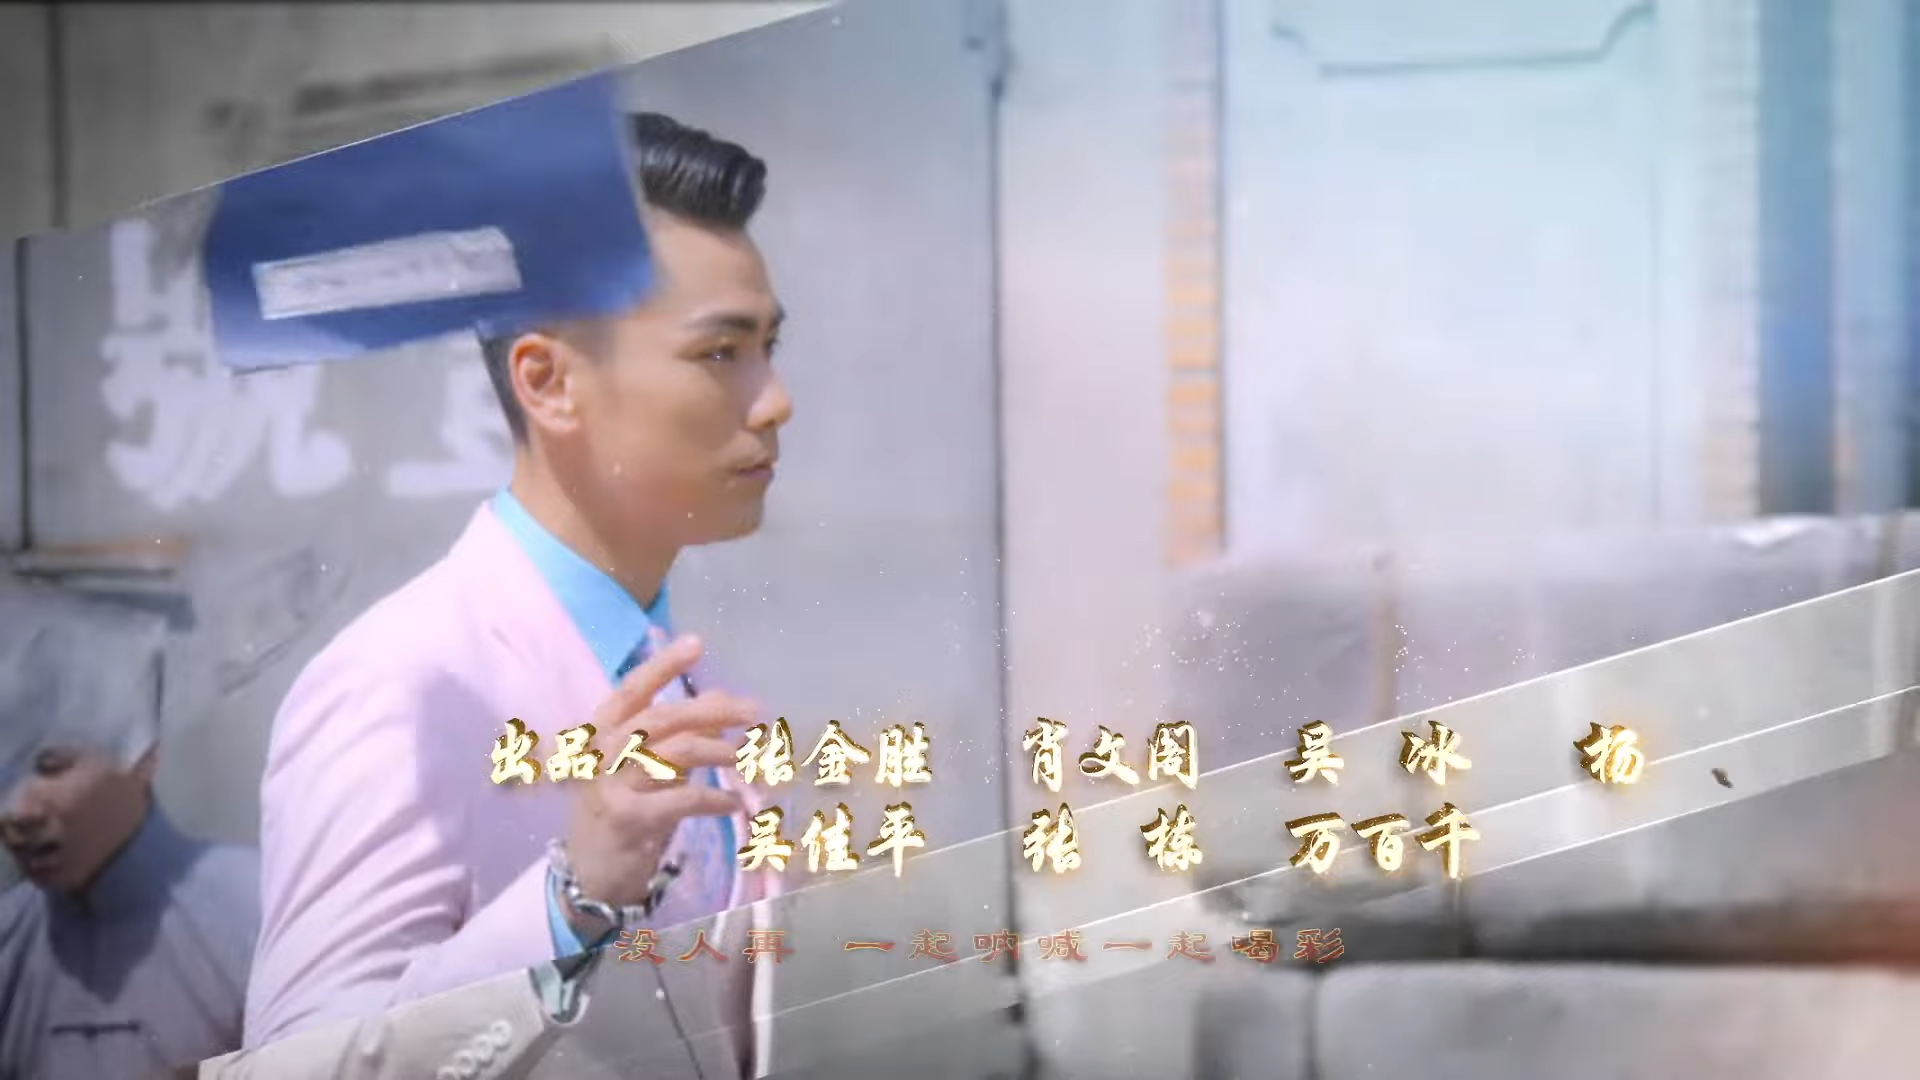 出品人 张金胜 肖文阁 吴 冰 杨
吴佳平 张 栋 万百千
没人再 一起呐喊一起喝彩